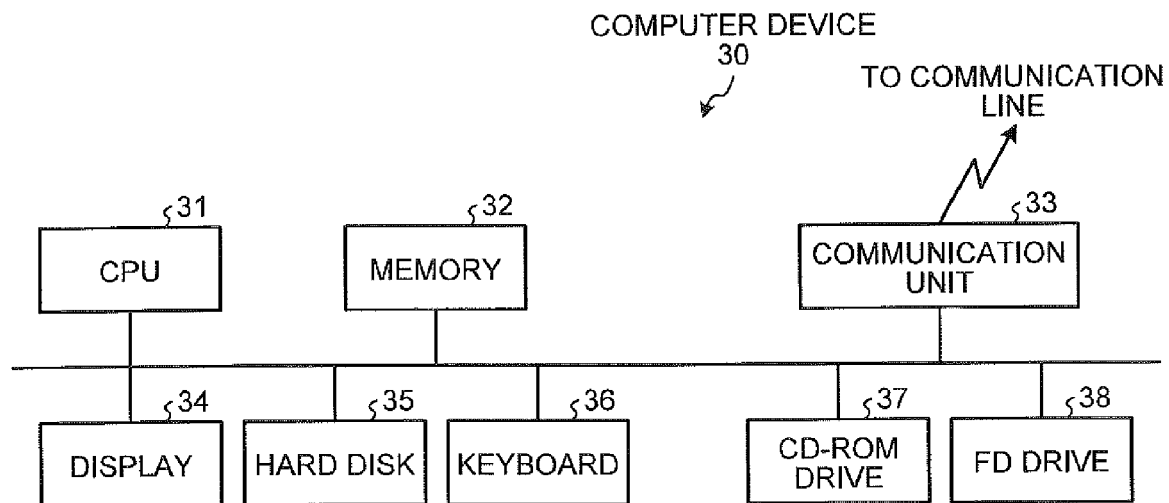 COMPUTER DEVICE
30
TO COMMUNICATION
LINE
31
32
33
CPU
MEMORY
COMMUNICATION
UNIT
34
35
36
37
38
DISPLAY
HARD DISK
KEYBOARD
CD-ROM
DRIVE
FD DRIVE